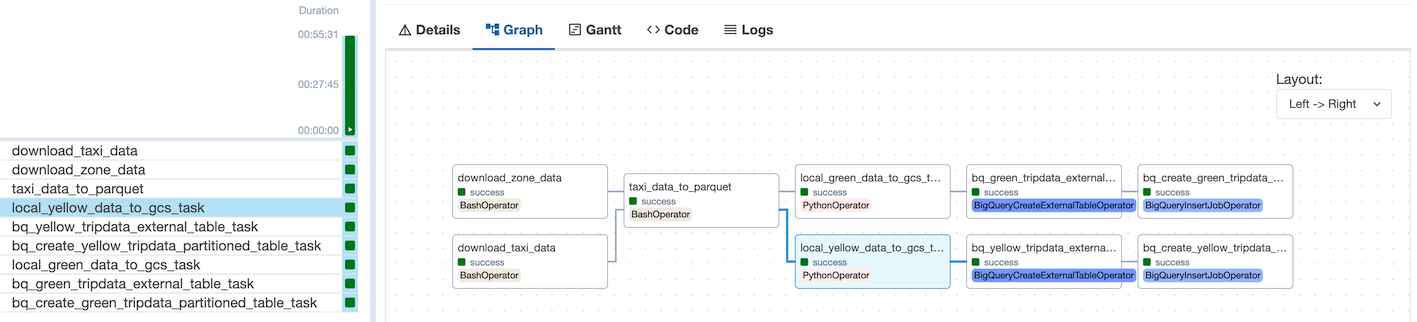 Duration
00:55:31
00:27:45
00:00:00
download_taxi_data
download_zone_data
taxi_data_to_parquet
local_yellow_data_to_gcs_task
bq_yellow_tripdata_external_table_task
bq_create_yellow_tripdata_partitioned_table_task
local_green_data_to_gcs_task
bq_green_tripdata_external_table_task
bq_create_green_tripdata_partitioned_table_task
Details Graph Gantt Code Logs
Layout:
Left -> Right
download_zone_data
success
BashOperator
download_taxi_data
success
BashOperator
taxi_data_to_parquet
success
BashOperator
local_green_data_to_gcs_t...
success
PythonOperator
local_yellow_data_to_gcs_t...
success
PythonOperator
bq_green_tripdata_external...
success
BigQueryCreateExternalTableOperator
bq_yellow_tripdata_externa...
success
BigQueryCreateExternalTableOperator
bq_create_green_tripdata_...
success
BigQueryInsertJobOperator
bq_create_yellow_tripdata_...
success
BigQueryInsertJobOperator